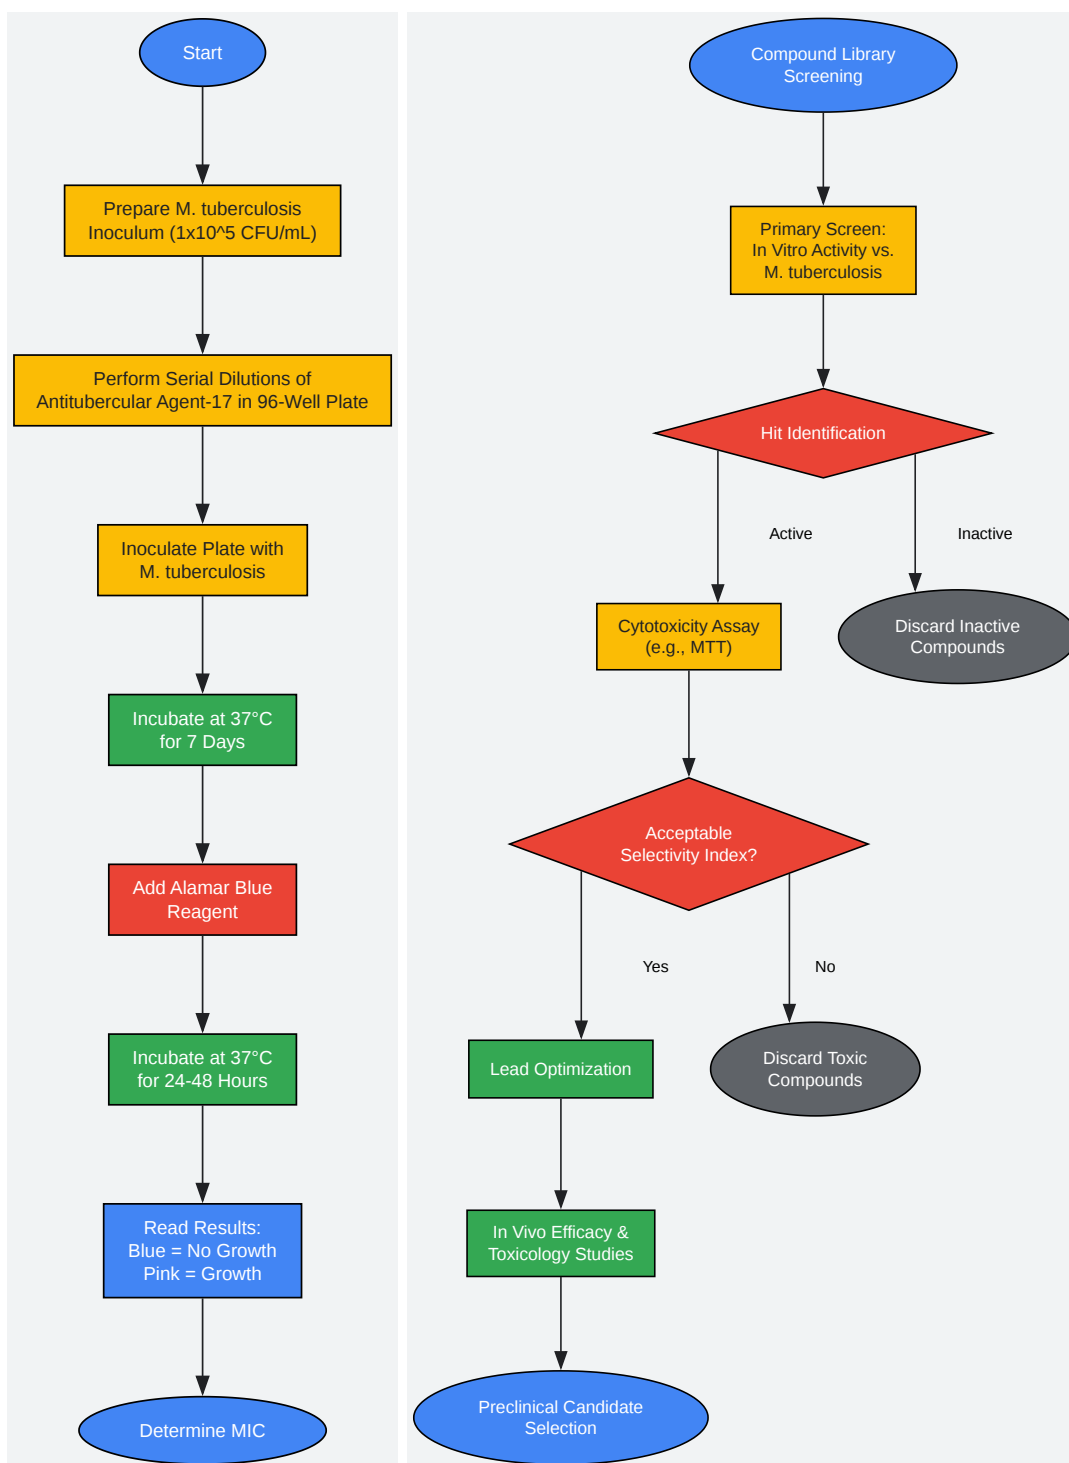 Start
Prepare M. tuberculosis
Inoculum (1x10^5 CFU/mL)
Perform Serial Dilutions of
Antitubercular Agent-17 in 96-Well Plate
Inoculate Plate with
M. tuberculosis
Incubate at 37°C
for 7 Days
Add Alamar Blue
Reagent
Incubate at 37°C
for 24-48 Hours
Read Results:
Blue = No Growth
Pink = Growth
Determine MIC
Compound Library
Screening
Primary Screen:
In Vitro Activity vs.
M. tuberculosis
Hit Identification
Active
Inactive
Cytotoxicity Assay
(e.g., MTT)
Discard Inactive
Compounds
Acceptable
Selectivity Index?
Yes
No
Lead Optimization
Discard Toxic
Compounds
In Vivo Efficacy &
Toxicology Studies
Preclinical Candidate
Selection